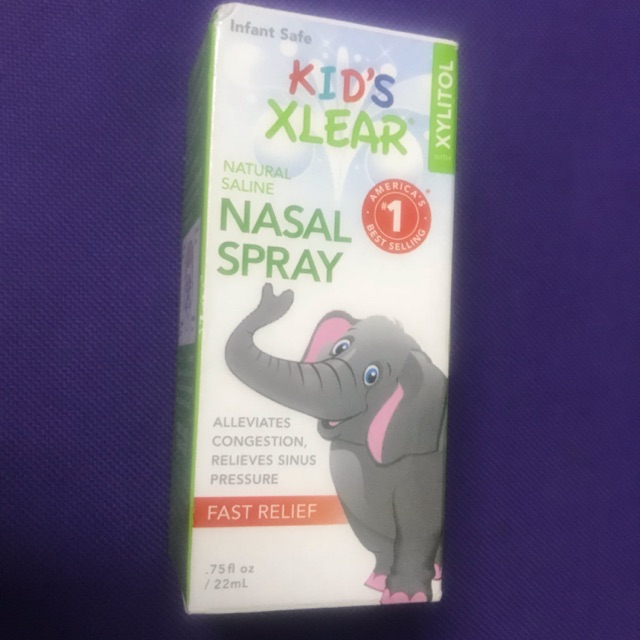 Infant Safe
KID'S
XLEAR
XYLITOL
NATURAL
SALINE
NASAL
SPRAY
AMERICA'S
#1
BEST SELLING
ALLEVIATES
CONGESTION,
RELIEVES SINUS
PRESSURE
FAST RELIEF
.75fl oz
/ 22mL